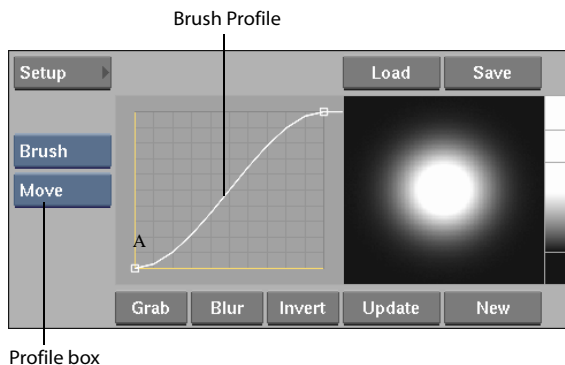 Brush Profile
Setup
Load
Save
Brush
Move
A
Grab
Blur
Invert
Update
New
Profile box